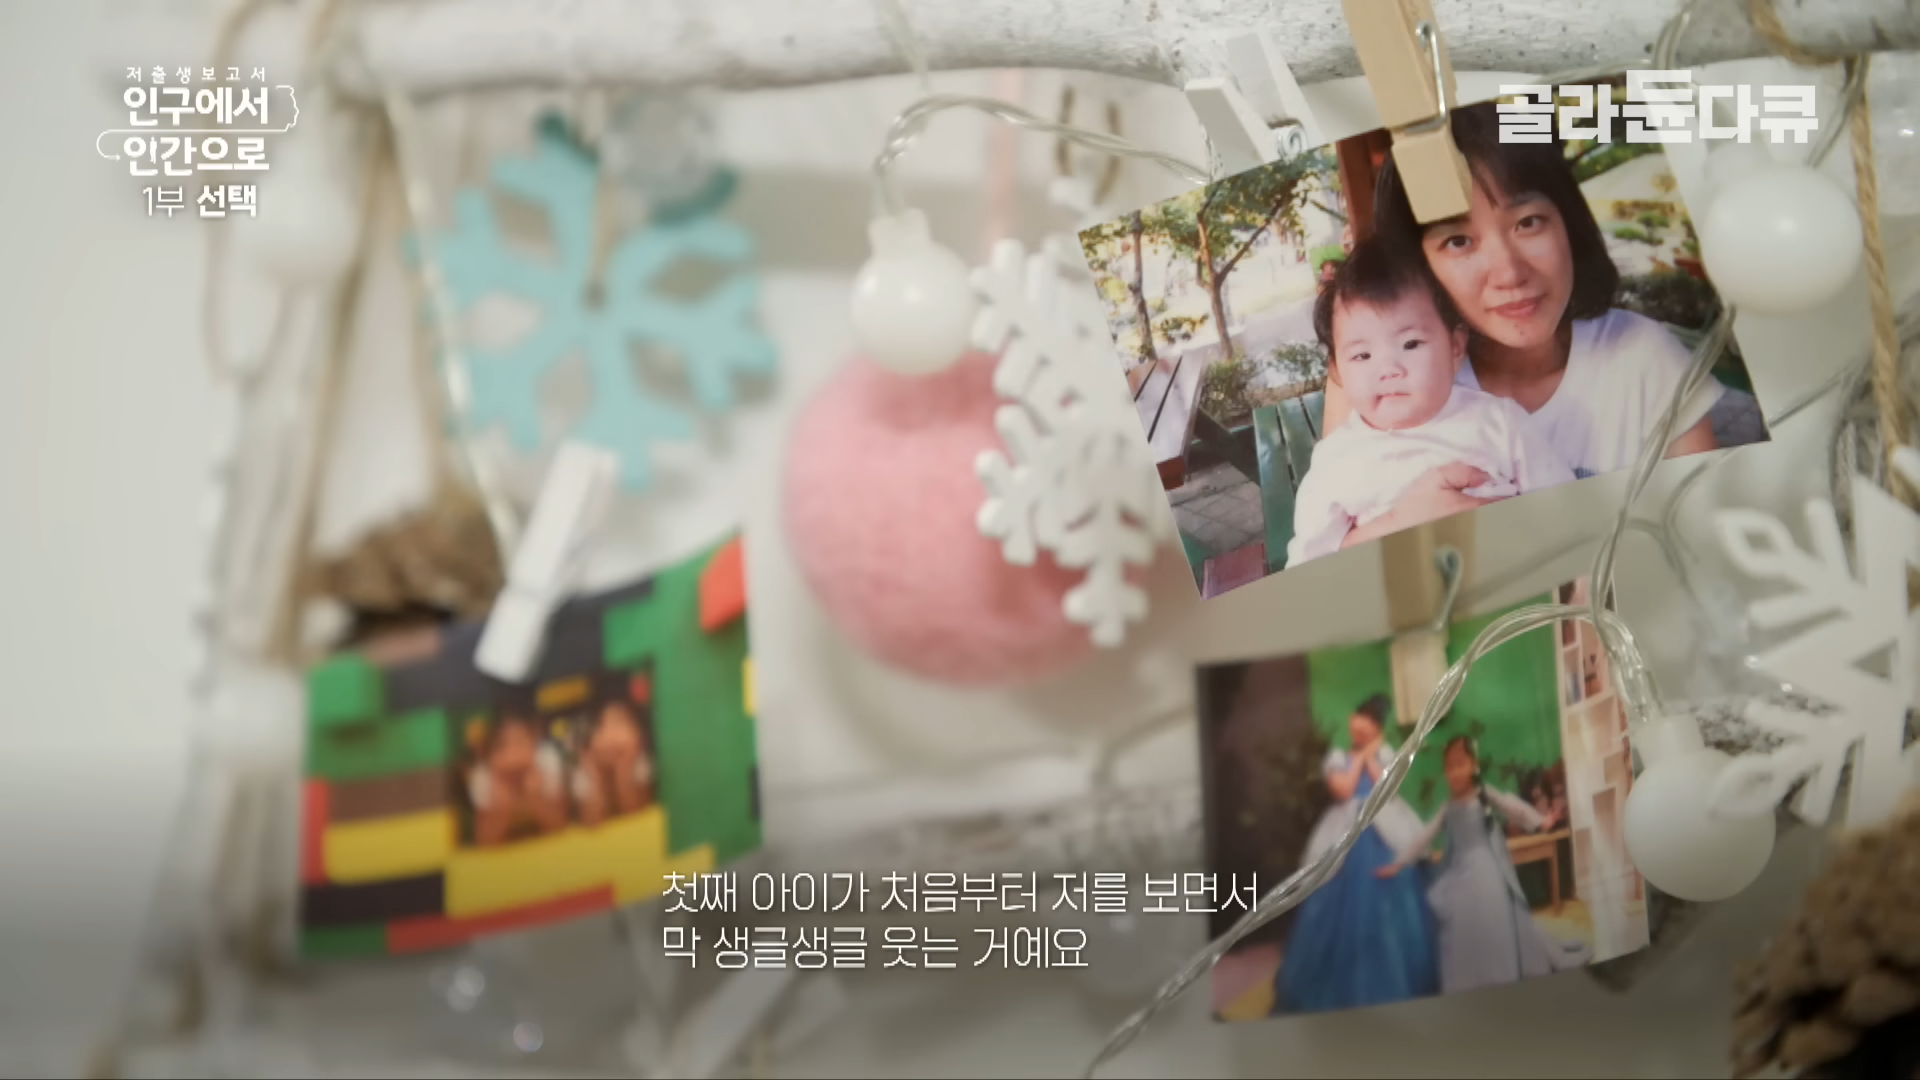 저출생보고서
인구에서
인간으로
1부 선택
골라둔다큐
첫째 아이가 처음부터 저를 보면서
막 생글생글 웃는 거예요